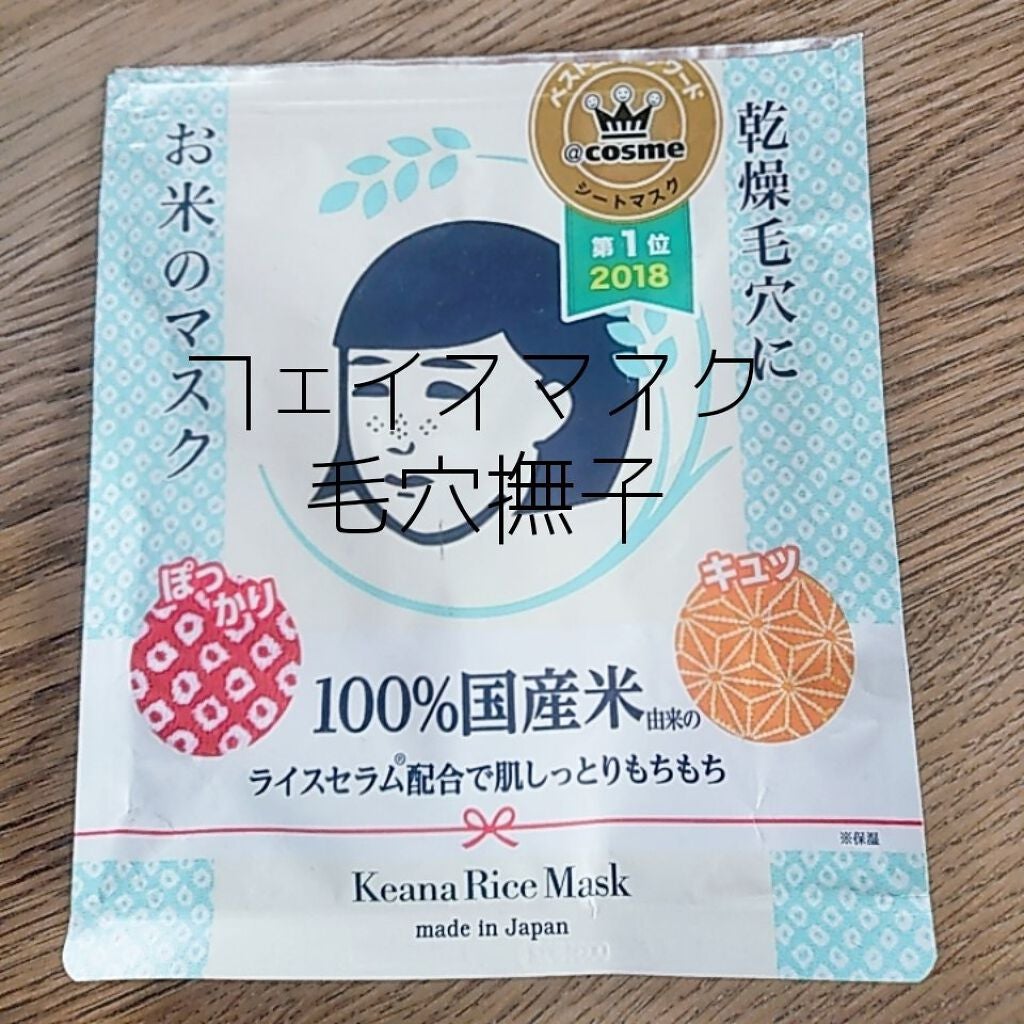 乾燥毛穴に
お米のマスク
@cosme
シートマスク
第1位
2018
フェイスマスク
毛穴撫子
ぽっかり
キュッ
100%国産米由来の
ライスセラム®配合で肌しっとりもちもち
※保湿
Keana Rice Mask
made in Japan